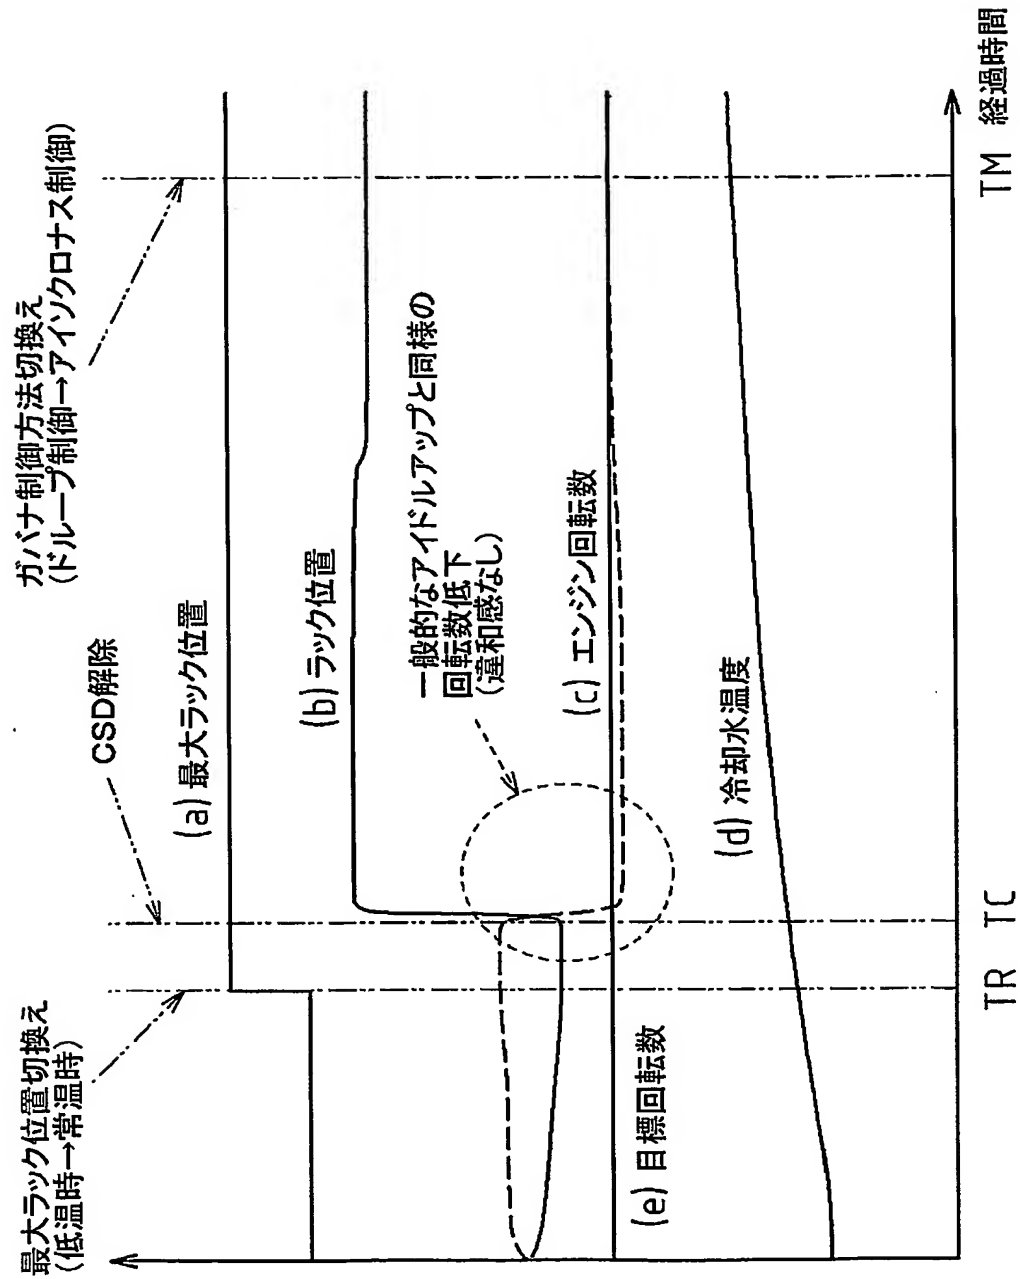 最大ラック位置切換え
(低温時→常温時)
CSD解除
ガバナ制御方法切換え
(ドループ制御→アイソクロナス制御)
(a) 最大ラック位置
(b) ラック位置
一般的なアイドルアップと同様の
回転数低下
(違和感なし)
(c) エンジン回転数
(d) 冷却水温度
(e) 目標回転数
TR
TC
TM
経過時間